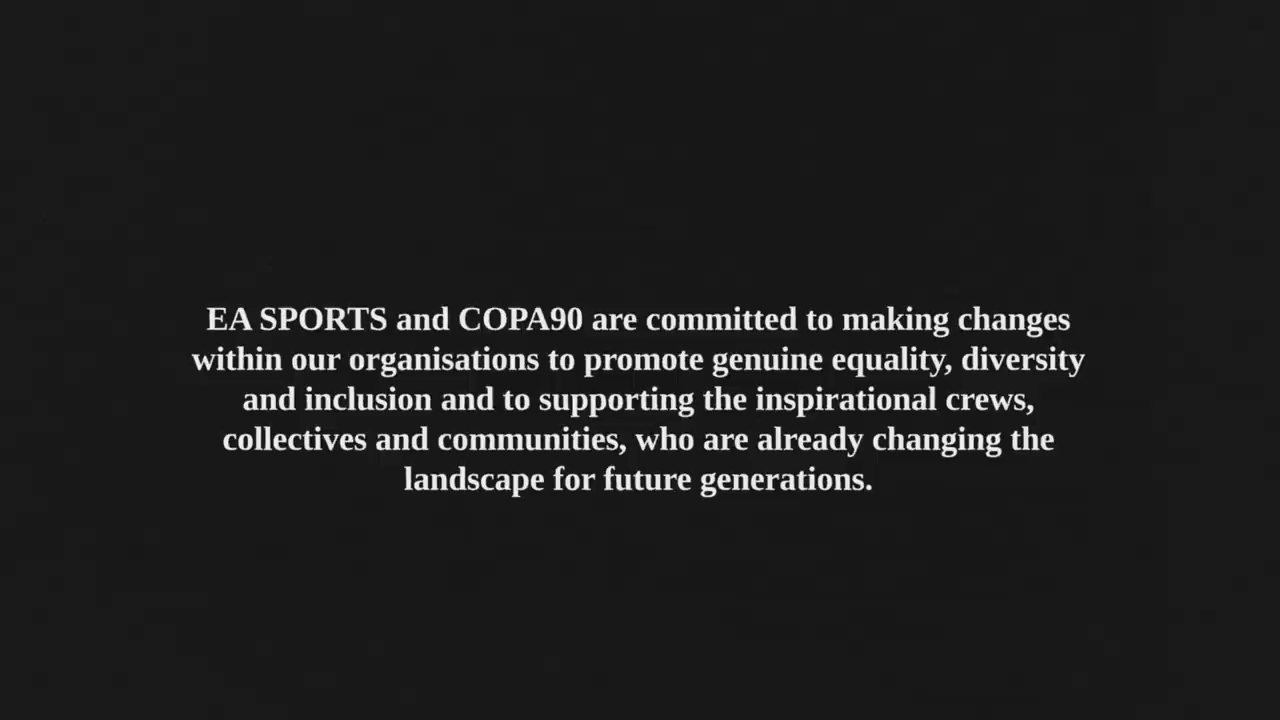 EA SPORTS and COPA90 are committed to making changes
within our organisations to promote genuine equality, diversity
and inclusion and to supporting the inspirational crews,
collectives and communities, who are already changing the
landscape for future generations.